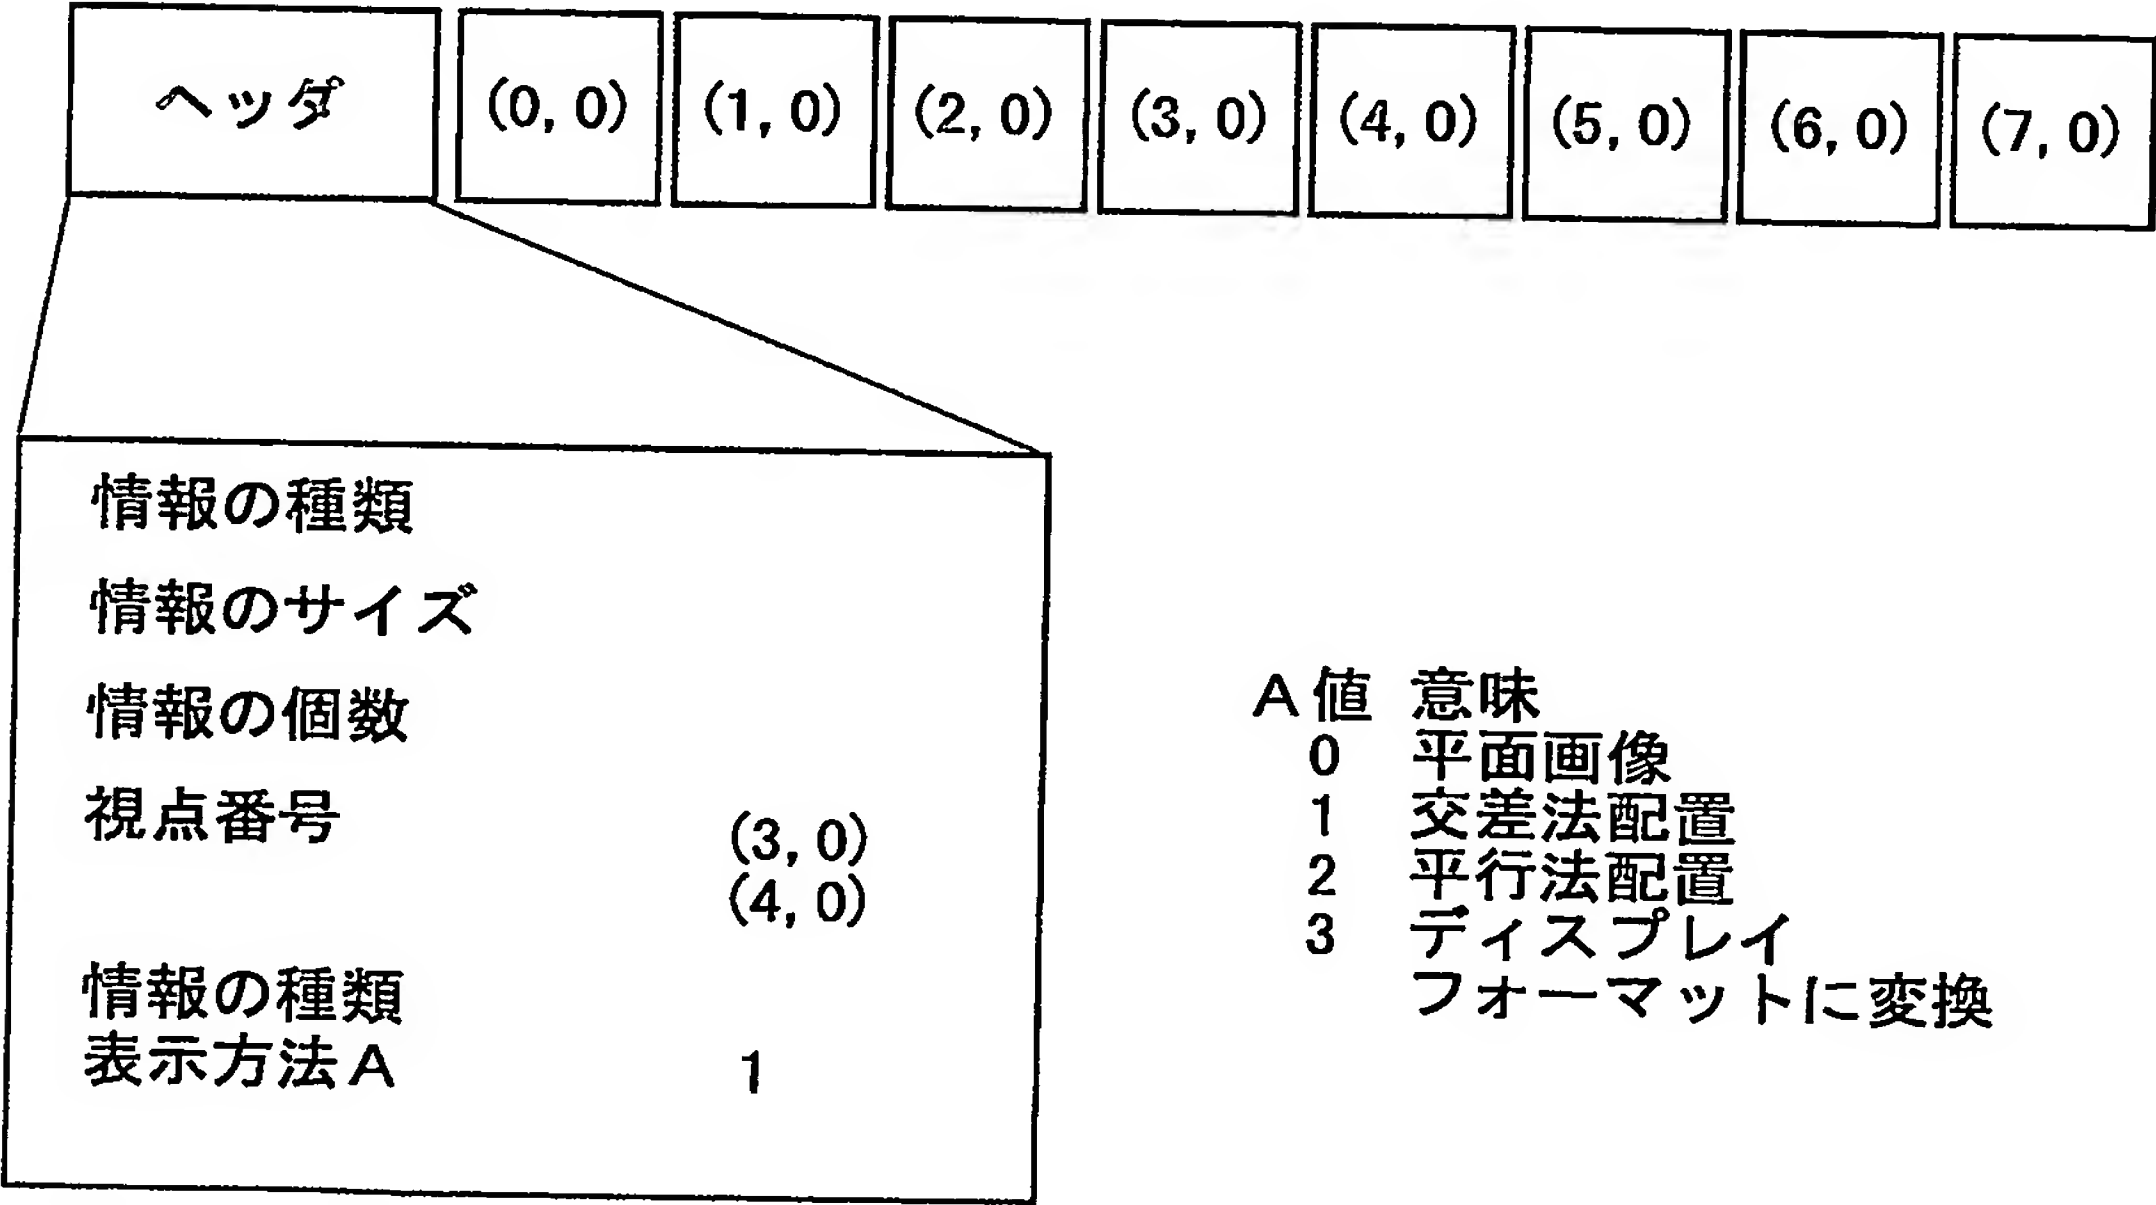 ヘッダ (0, 0) (1, 0) (2, 0) (3, 0) (4, 0) (5, 0) (6, 0) (7, 0)
情報の種類
情報のサイズ
情報の個数
視点番号
(3, 0)
(4, 0)
情報の種類
表示方法A 1
A値 意味
0 平面画像
1 交差法配置
2 平行法配置
3 ディスプレイ
フォーマットに変換